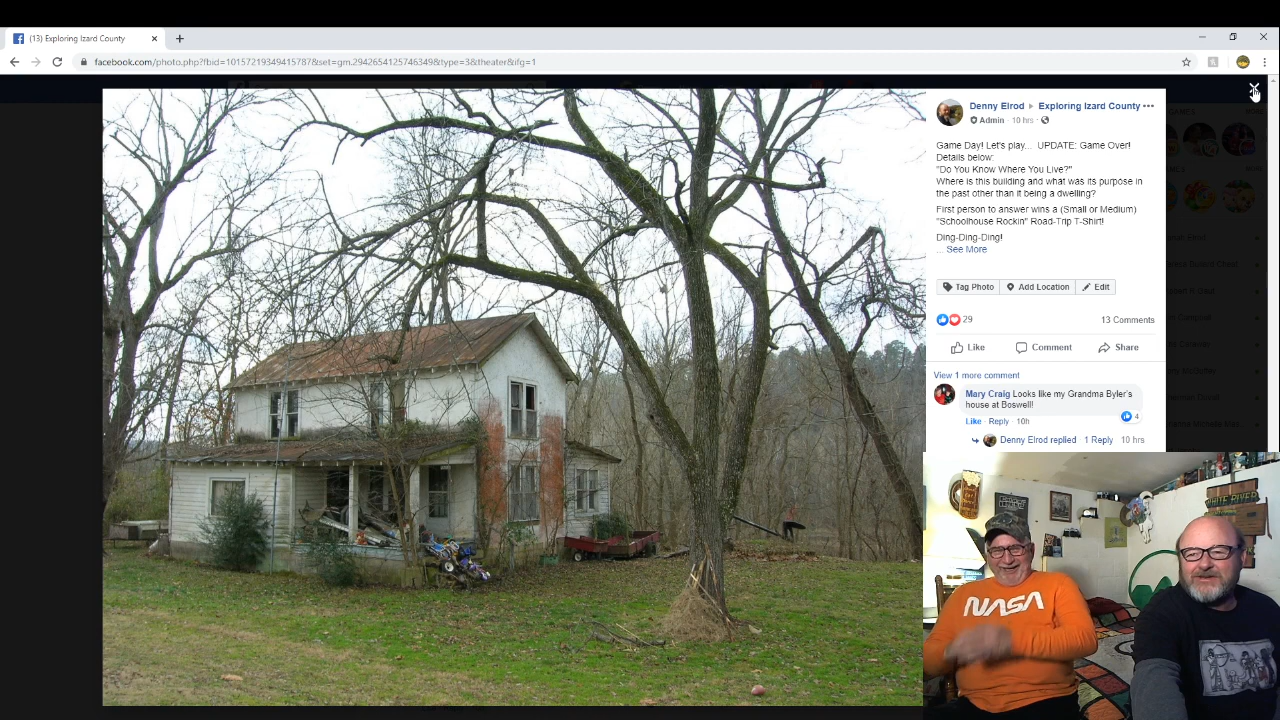 (13) Exploring Izard County
facebook.com/photo.php?fbid=10157219349415787&set=gm.2942654125746349&type=3&theater&ifg=1
Denny Elrod Exploring Izard County
Admin · 10 hrs ·
Game Day! Let's play... UPDATE: Game Over!
Details below:
"Do You Know Where You Live?"
Where is this building and what was its purpose in
the past other than it being a dwelling?
First person to answer wins a (Small or Medium)
"Schoolhouse Rockin" Road-Trip T-Shirt!
Ding-Ding-Ding!
... See More
Tag Photo Add Location Edit
29 13 Comments
Like Comment Share
View 1 more comment
Mary Craig Looks like my Grandma Byler's
house at Boswell!
4
Like · Reply · 10h
Denny Elrod replied · 1 Reply 10 hrs
WHITE RIVER
NASA